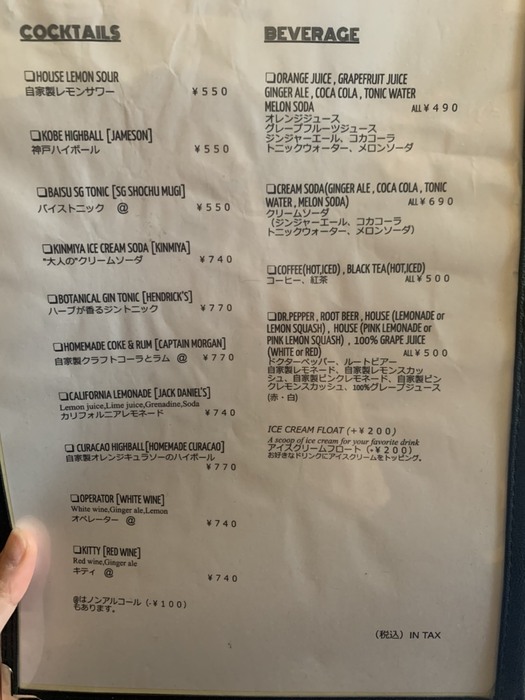 COCKTAILS
☐HOUSE LEMON SOUR
自家製レモンサワー
¥550
☐KOBE HIGHBALL [JAMESON]
神戸ハイボール
¥550
☐BAISU SG TONIC [SG SHOCHU MUGI]
バイストニック @
¥550
☐KINMIYA ICE CREAM SODA [KINMIYA]
"大人の"クリームソーダ
¥740
☐BOTANICAL GIN TONIC [HENDRICK'S]
ハーブが香るジントニック
¥770
☐HOMEMADE COKE & RUM [CAPTAIN MORGAN]
自家製クラフトコーラとラム @ ¥770
☐CALIFORNIA LEMONADE [JACK DANIEL'S]
Lemon juice,Lime juice,Grenadine,Soda
カリフォルニアレモネード
¥740
☐CURACAO HIGHBALL[HOMEMADE CURACAO]
自家製オレンジキュラソーのハイボール
¥770
☐OPERATOR [WHITE WINE]
White wine,Ginger ale,Lemon
オペレーター @
¥740
☐KITTY [RED WINE]
Red wine,Ginger ale
キティ @
¥740
@はノンアルコール (-¥100)
もあります。
BEVERAGE
☐ORANGE JUICE , GRAPEFRUIT JUICE
GINGER ALE , COCA COLA , TONIC WATER
MELON SODA ALL¥490
オレンジジュース
グレープフルーツジュース
ジンジャーエール、コカコーラ
トニックウォーター、メロンソーダ
☐CREAM SODA(GINGER ALE , COCA COLA , TONIC
WATER , MELON SODA) ALL¥690
クリームソーダ
(ジンジャーエール、コカコーラ
トニックウォーター、メロンソーダ)
☐COFFEE(HOT,ICED) , BLACK TEA(HOT,ICED)
コーヒー、紅茶 ALL¥500
☐DR.PEPPER , ROOT BEER , HOUSE (LEMONADE or
LEMON SQUASH) , HOUSE (PINK LEMONADE or
PINK LEMON SQUASH) , 100% GRAPE JUICE
(WHITE or RED) ALL¥500
ドクターペッパー、ルートビアー
自家製レモネード、自家製レモンスカッ
シュ、自家製ピンクレモネード、自家製ピン
クレモンスカッシュ、100%グレープジュース
(赤・白)
ICE CREAM FLOAT (+¥200)
A scoop of ice cream for your favorite drink
アイスクリームフロート (+¥200)
お好きなドリンクにアイスクリームをトッピング。
(税込) IN TAX